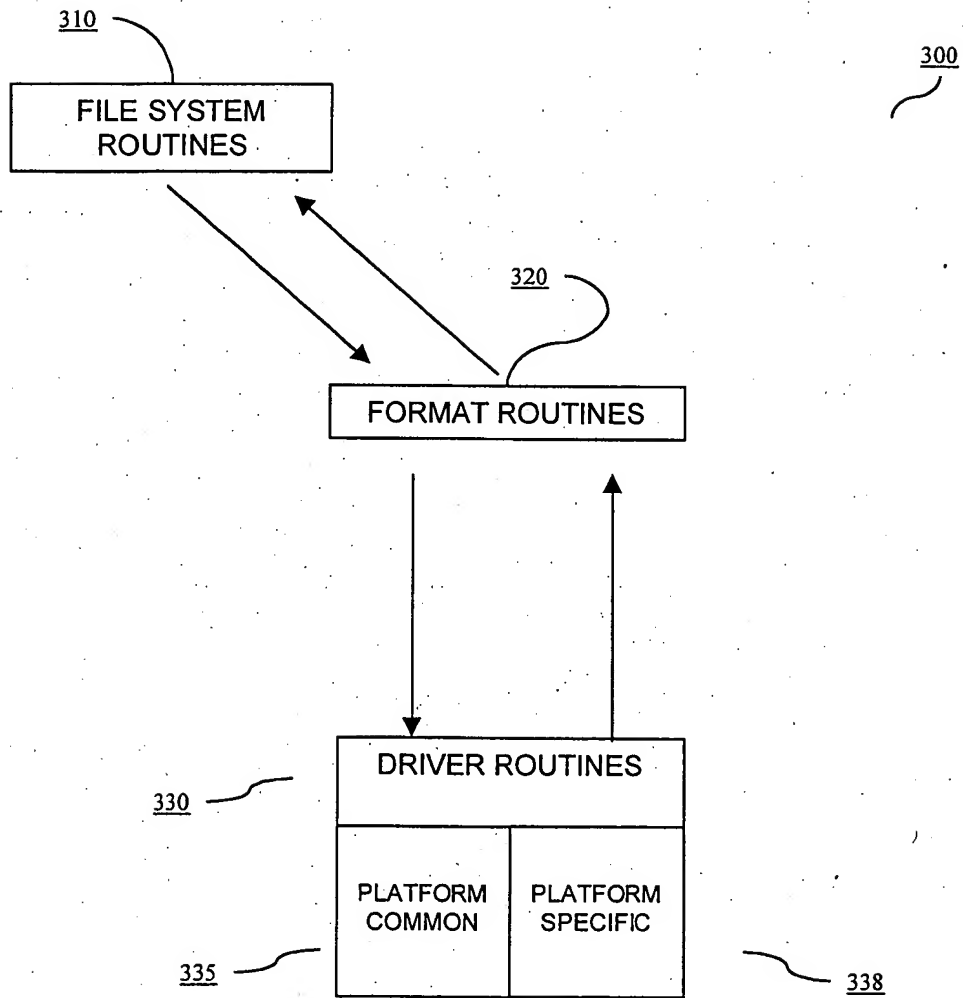 310
300
FILE SYSTEM
ROUTINES
320
FORMAT ROUTINES
DRIVER ROUTINES
330
PLATFORM
COMMON
PLATFORM
SPECIFIC
335
338